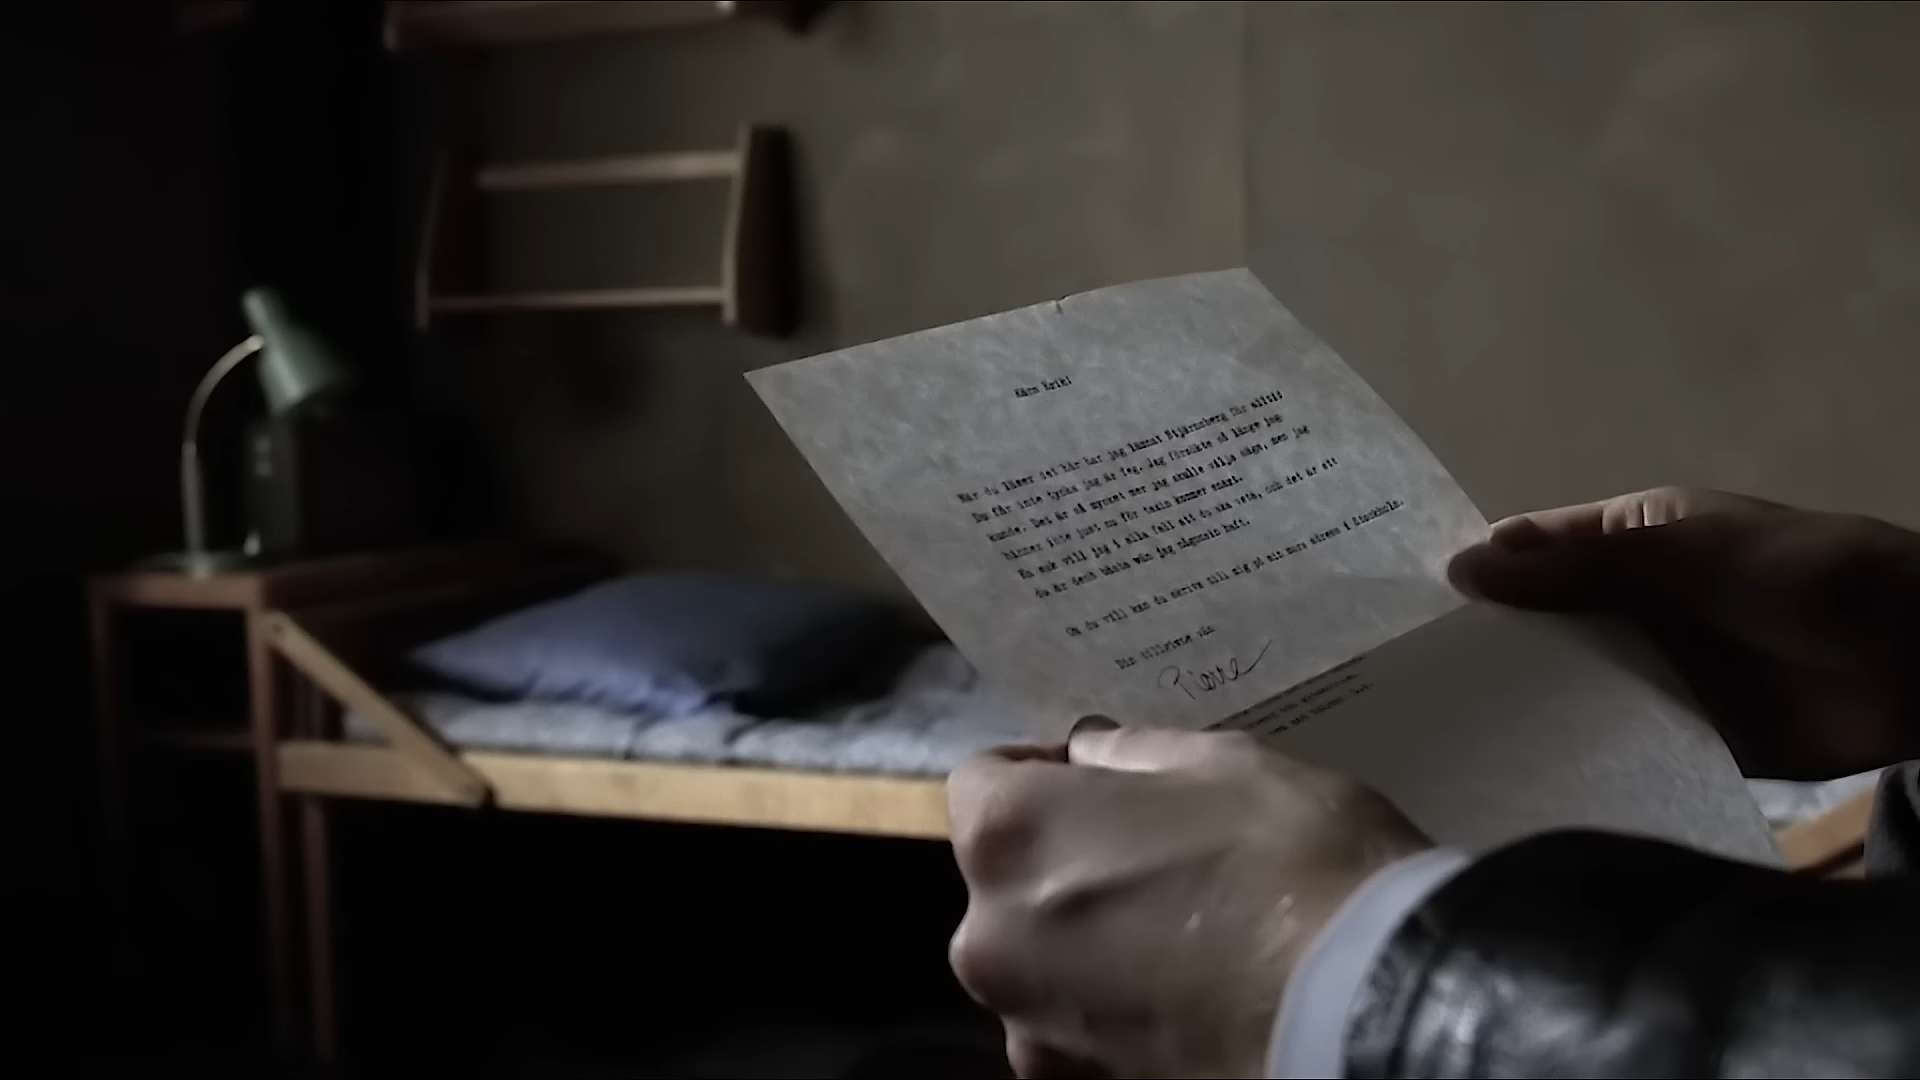 Käre Erik!
När du läser det här har jag lämnat Stjärnsberg för alltid
Du får inte tycka jag är feg. Jag försökte så länge jag
kunde. Det är så mycket mer jag skulle vilja säga, men jag
hinner inte just nu för taxin kommer snart.
En sak vill jag i alla fall att du ska veta, och det är att
du är den bästa vän jag någonsin haft.
Om du vill kan du skriva till mig på min mors adress i Stockholm.
Din tillgivne vän
Pierre